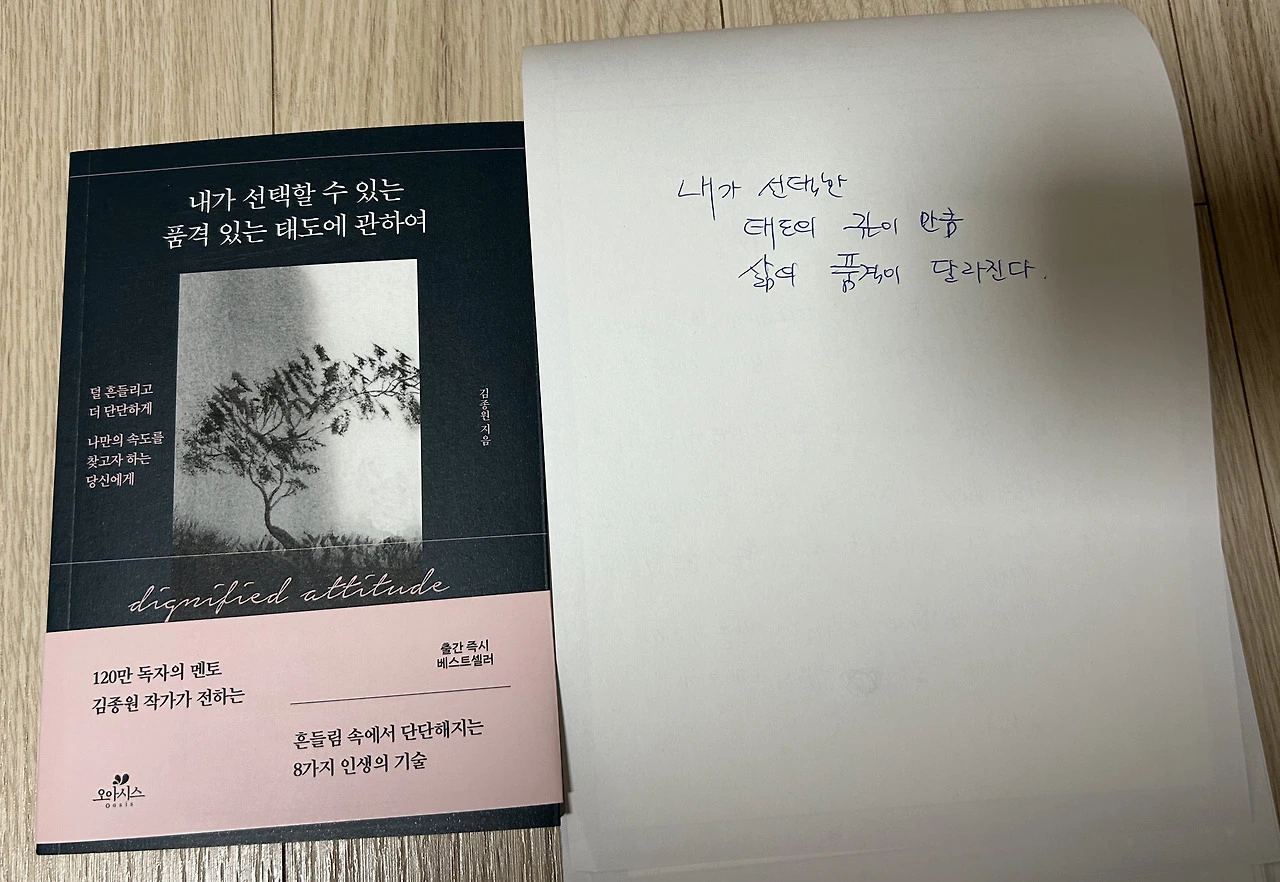 내가 선택할 수 있는
품격 있는 태도에 관하여
덜 흔들리고
더 단단하게
나만의 속도를
찾고자 하는
당신에게
김종원 지음
dignified attitude
120만 독자의 멘토
김종원 작가가 전하는
출간 즉시
베스트셀러
흔들림 속에서 단단해지는
8가지 인생의 기술
오아시스
oasis
내가 선택한
태도의 깊이 만큼
삶의 품격이 달라진다.